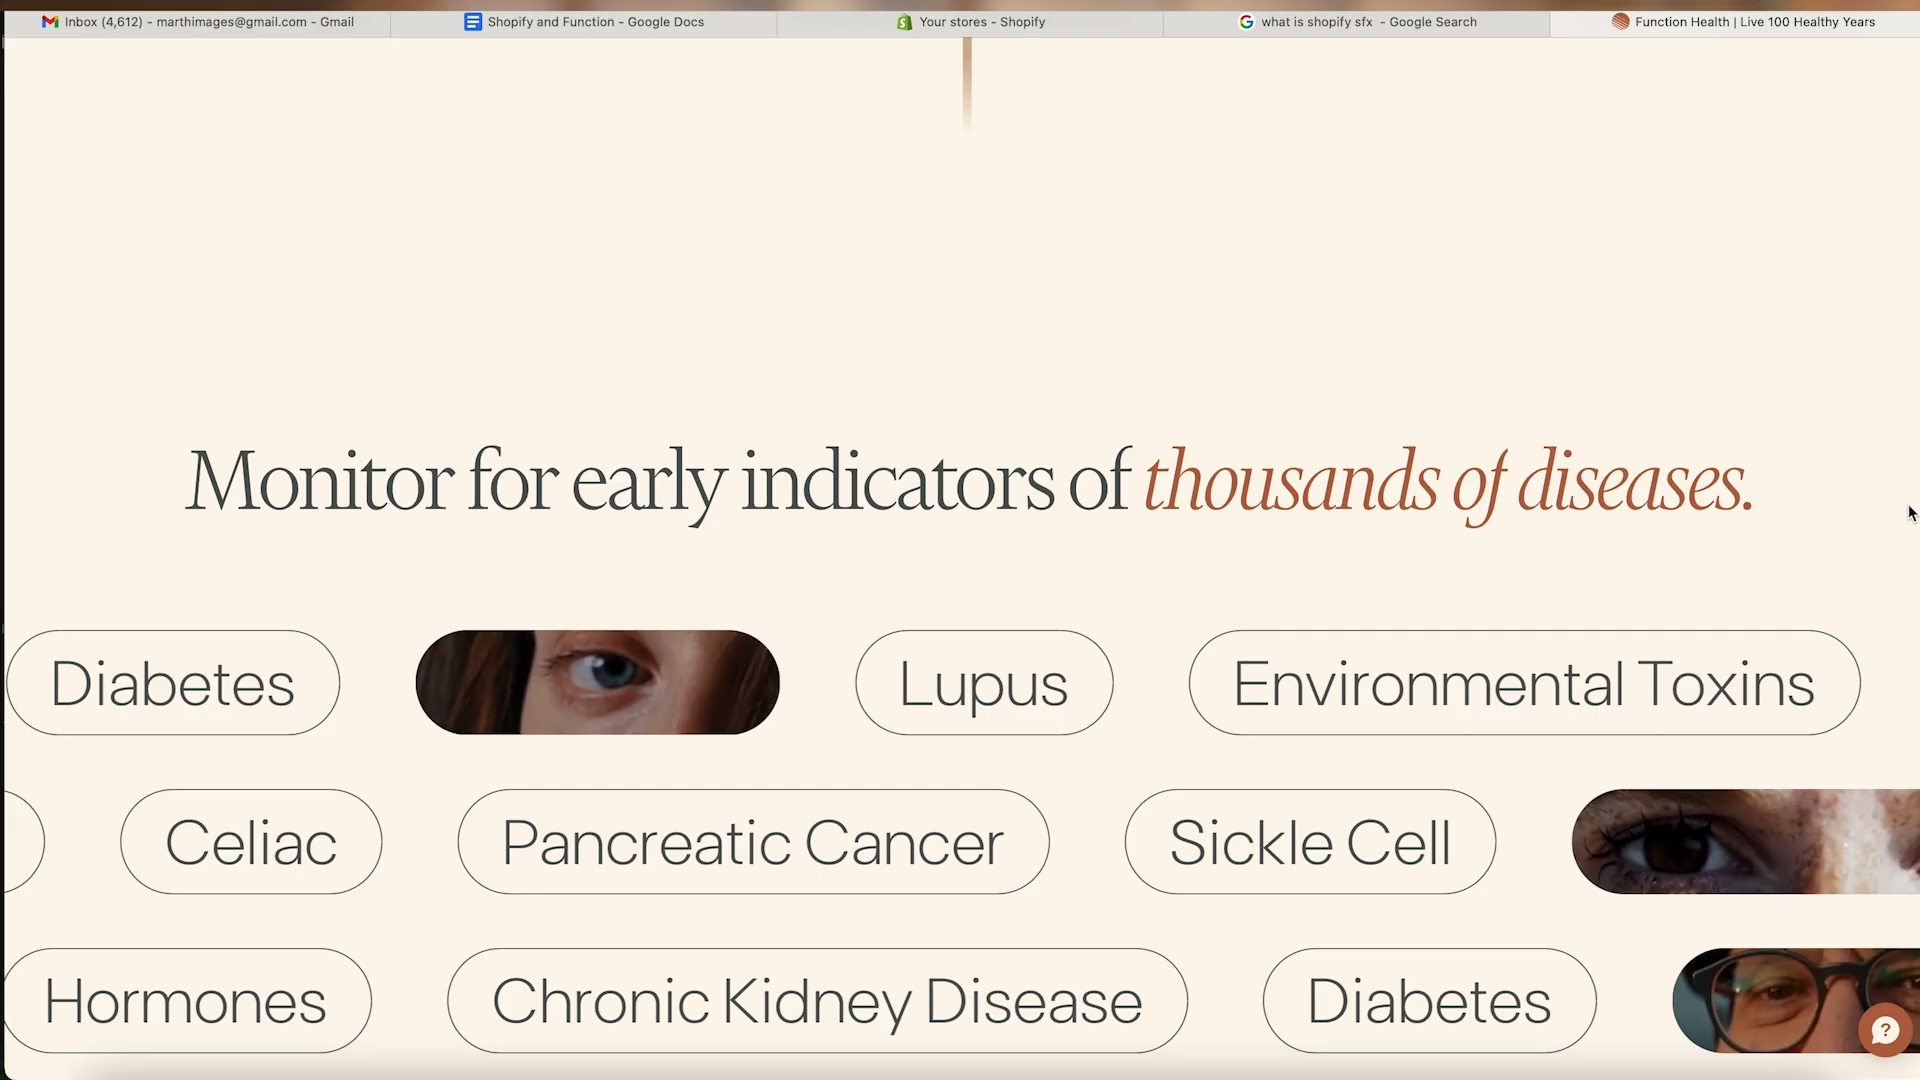 Inbox (4,612) - marthimages@gmail.com - Gmail
Shopify and Function - Google Docs
Your stores - Shopify
what is shopify sfx - Google Search
Function Health | Live 100 Healthy Years
Monitor for early indicators of thousands of diseases.
Diabetes
Lupus
Environmental Toxins
Celiac
Pancreatic Cancer
Sickle Cell
Hormones
Chronic Kidney Disease
Diabetes
?